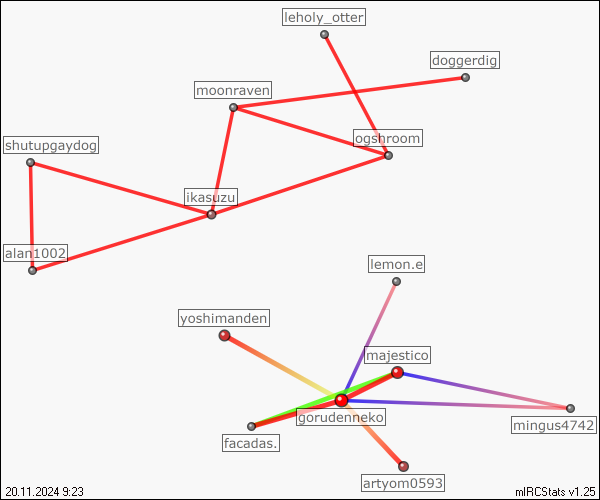 leholy_otter
doggerdig
moonraven
ogshroom
shutupgaydog
ikasuzu
alan1002
lemon.e
yoshimanden
majestico
gorudenneko
mingus4742
facadas.
artyom0593
20.11.2024 9:23
mIRCStats v1.25